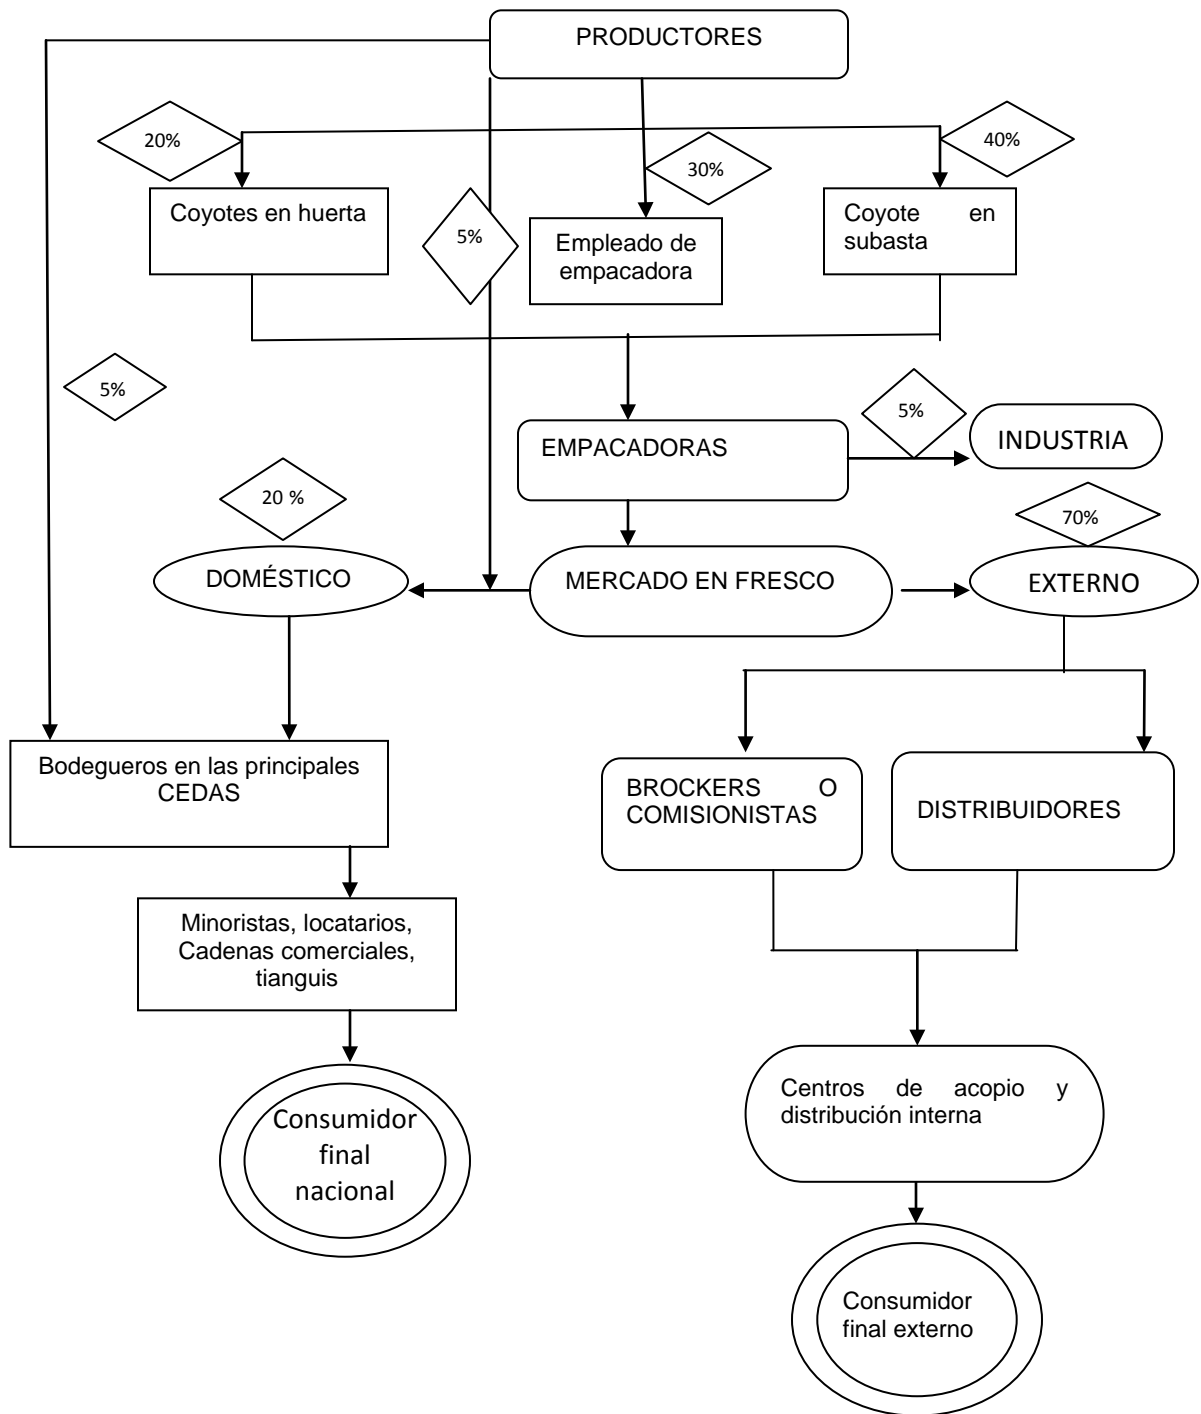 PRODUCTORES
20%
40%
30%
Coyotes en huerta
5%
Empleado de
empacadora
Coyote en
subasta
5%
5%
EMPACADORAS
INDUSTRIA
20 %
70%
DOMÉSTICO
MERCADO EN FRESCO
EXTERNO
Bodegueros en las principales
CEDAS
BROCKERS O
COMISIONISTAS
DISTRIBUIDORES
Minoristas, locatarios,
Cadenas comerciales,
tianguis
Consumidor
final
nacional
Centros de acopio y
distribución interna
Consumidor
final externo